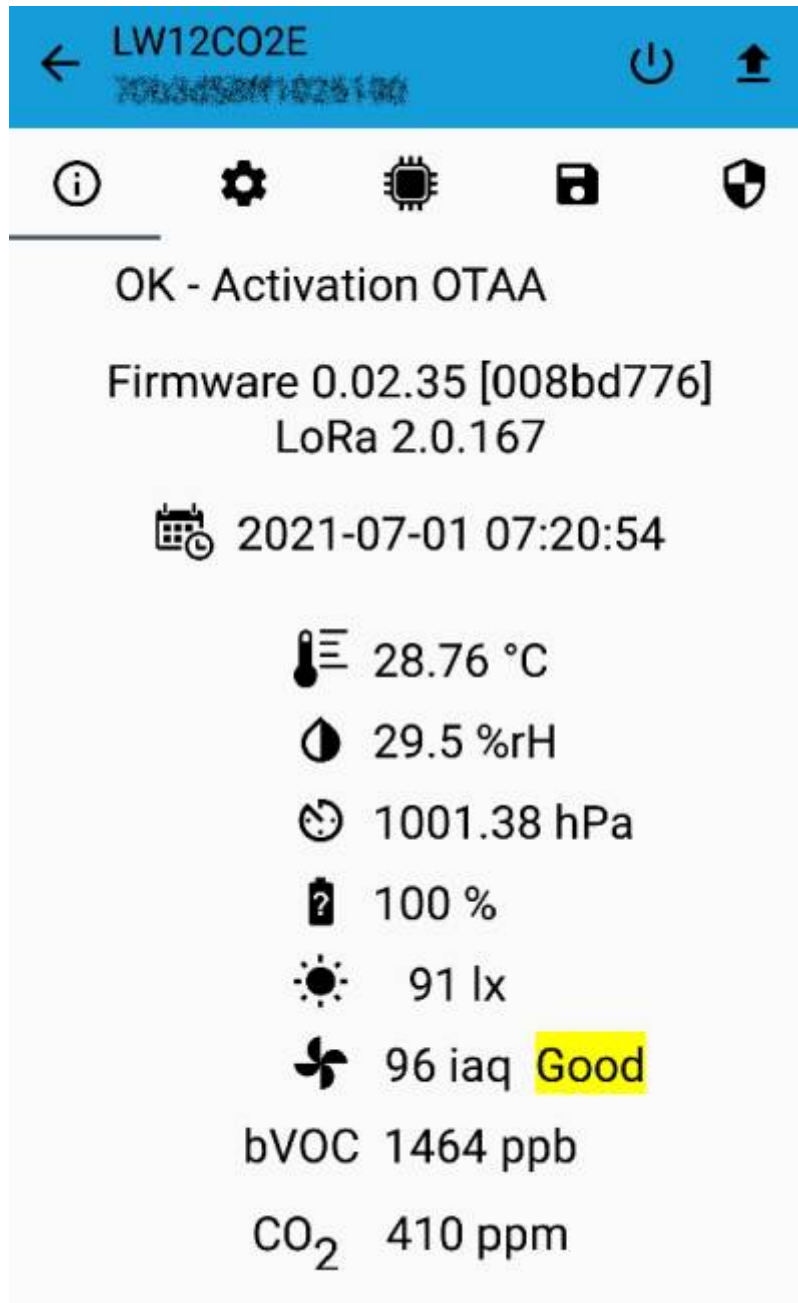 LW12CO2E
OK - Activation OTAA
Firmware 0.02.35 [008bd776]
LoRa 2.0.167
2021-07-01 07:20:54
28.76 °C
29.5 %rH
1001.38 hPa
100 %
91 lx
96 iaq Good
bVOC 1464 ppb
CO₂ 410 ppm